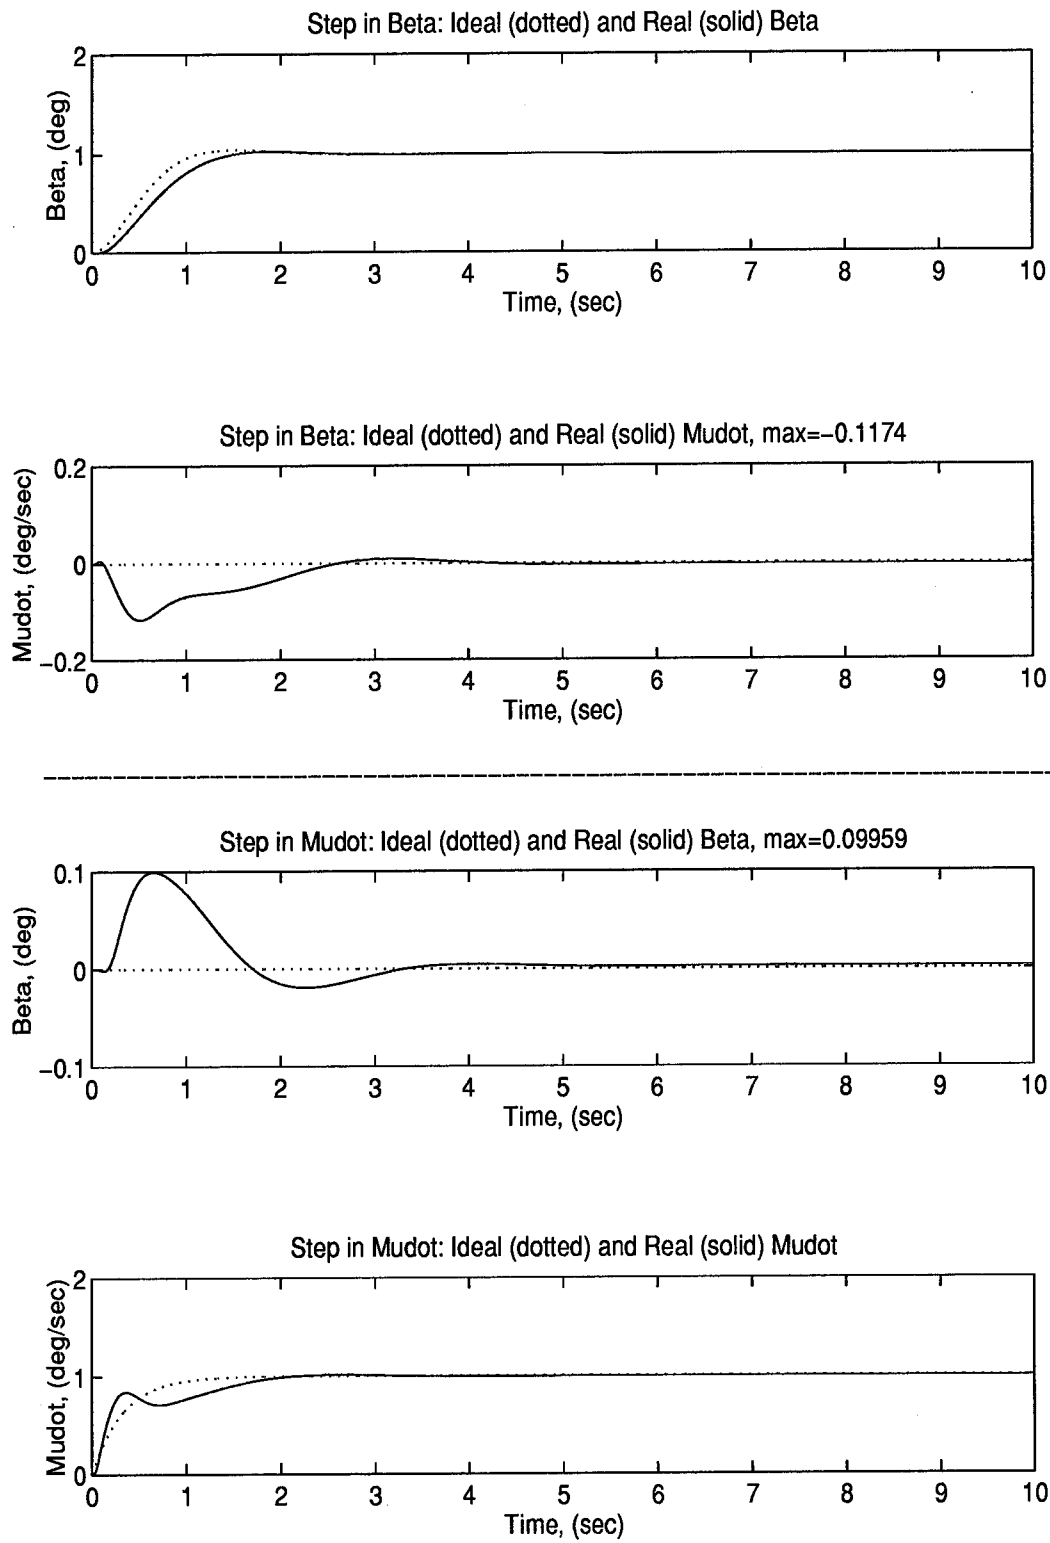 Step in Beta: Ideal (dotted) and Real (solid) Beta
2
1
0
Beta, (deg)
0 1 2 3 4 5 6 7 8 9 10
Time, (sec)
Step in Beta: Ideal (dotted) and Real (solid) Mudot, max=−0.1174
0.2
0
−0.2
Mudot, (deg/sec)
0 1 2 3 4 5 6 7 8 9 10
Time, (sec)
Step in Mudot: Ideal (dotted) and Real (solid) Beta, max=0.09959
0.1
0
−0.1
Beta, (deg)
0 1 2 3 4 5 6 7 8 9 10
Time, (sec)
Step in Mudot: Ideal (dotted) and Real (solid) Mudot
2
1
0
Mudot, (deg/sec)
0 1 2 3 4 5 6 7 8 9 10
Time, (sec)